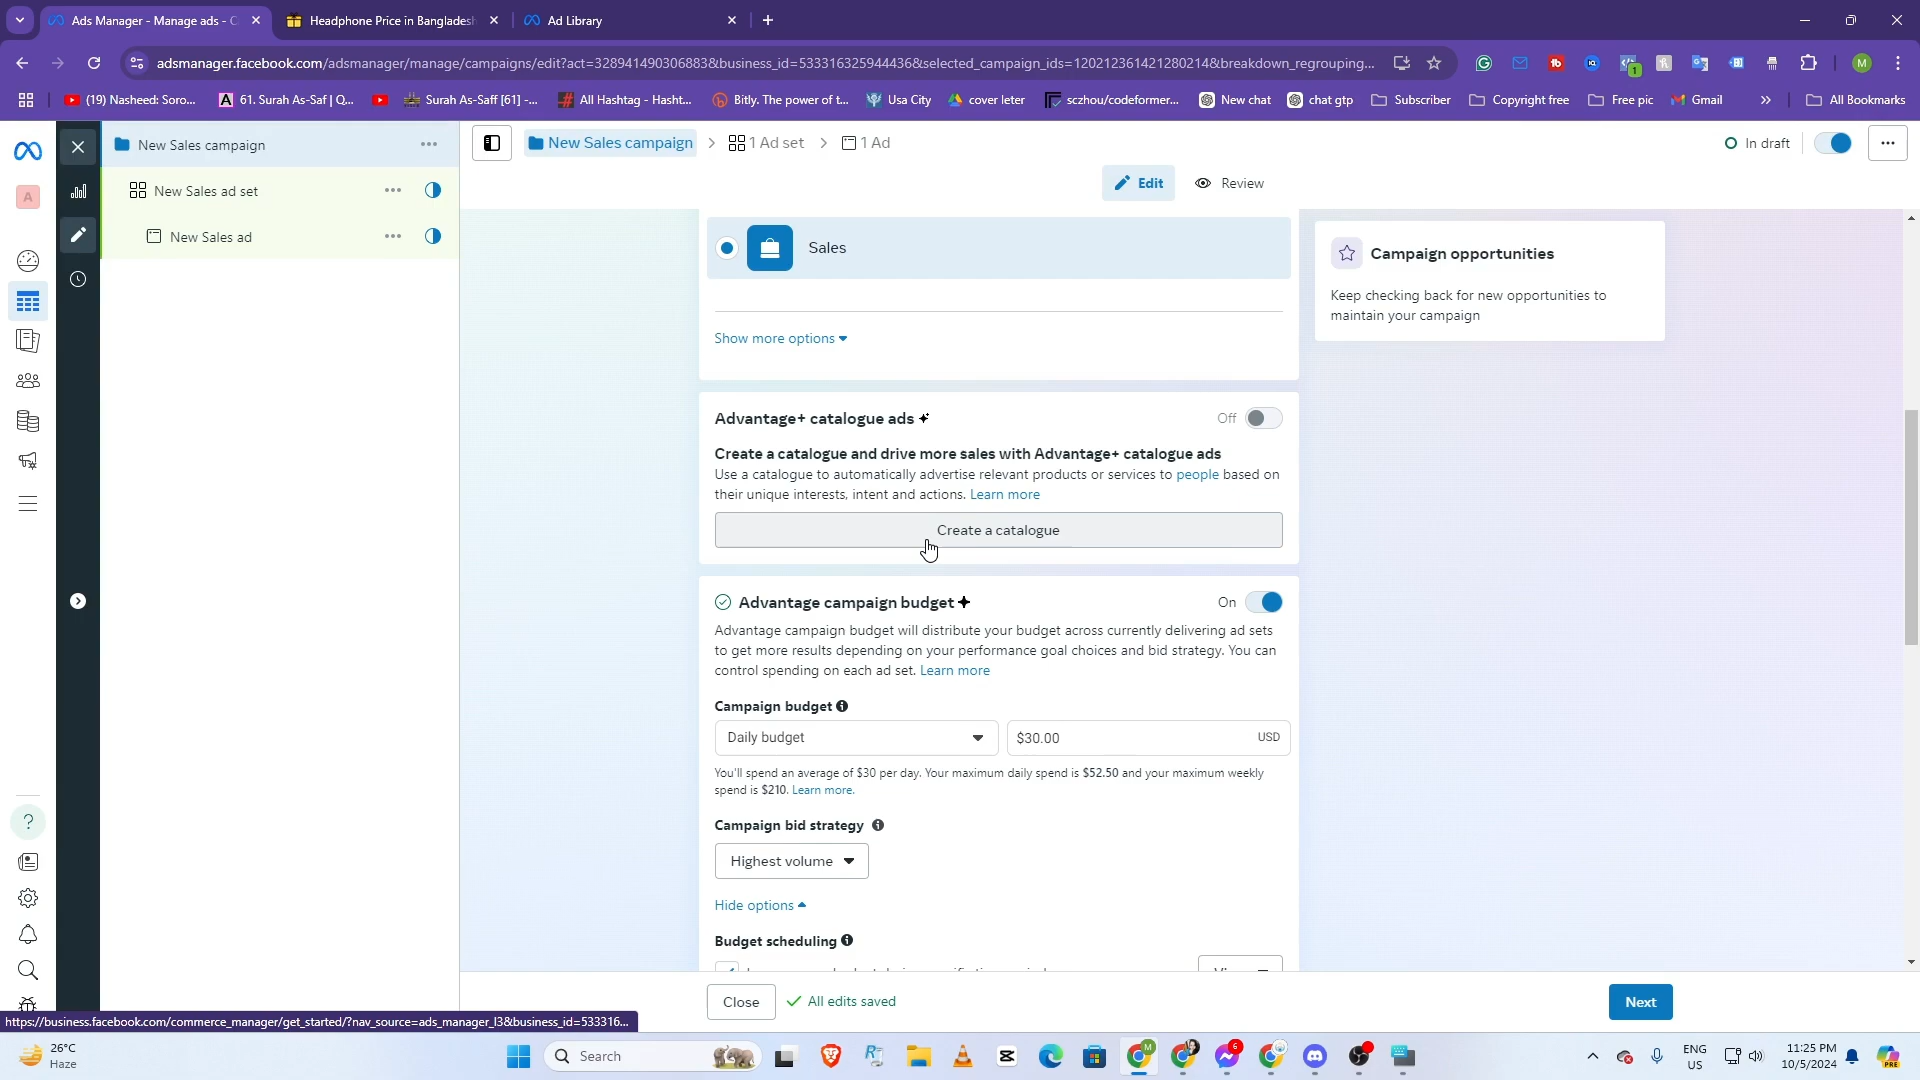 Ads Manager - Manage ads - C
Headphone Price in Banglades
Ad Library
adsmanager.facebook.com/adsmanager/manage/campaigns/edit?act=328941490306883&business_id=533316325944436&selected_campaign_ids=120212361421280214&breakdown_regrouping...
(19) Nasheed: Soro...
61. Surah As-Saf | Q...
Surah As-Saff [61] -...
All Hashtag - Hasht...
Bitly. The power of t...
Usa City
cover leter
sczhou/codeformer...
New chat
chat gtp
Subscriber
Copyright free
Free pic
Gmail
All Bookmarks
New Sales campaign
New Sales ad set
New Sales ad
New Sales campaign
1 Ad set
1 Ad
In draft
Edit
Review
Sales
Show more options
Campaign opportunities
Keep checking back for new opportunities to
maintain your campaign
Advantage+ catalogue ads
Off
Create a catalogue and drive more sales with Advantage+ catalogue ads
Use a catalogue to automatically advertise relevant products or services to people based on
their unique interests, intent and actions. Learn more
Create a catalogue
Advantage campaign budget
On
Advantage campaign budget will distribute your budget across currently delivering ad sets
to get more results depending on your performance goal choices and bid strategy. You can
control spending on each ad set. Learn more
Campaign budget
Daily budget
$30.00
USD
You'll spend an average of $30 per day. Your maximum daily spend is $52.50 and your maximum weekly
spend is $210. Learn more.
Campaign bid strategy
Highest volume
Hide options
Budget scheduling
Close
All edits saved
Next
https://business.facebook.com/commerce_manager/get_started/?nav_source=ads_manager_l3&business_id=533316...
26°C
Haze
Search
ENG
US
11:25 PM
10/5/2024